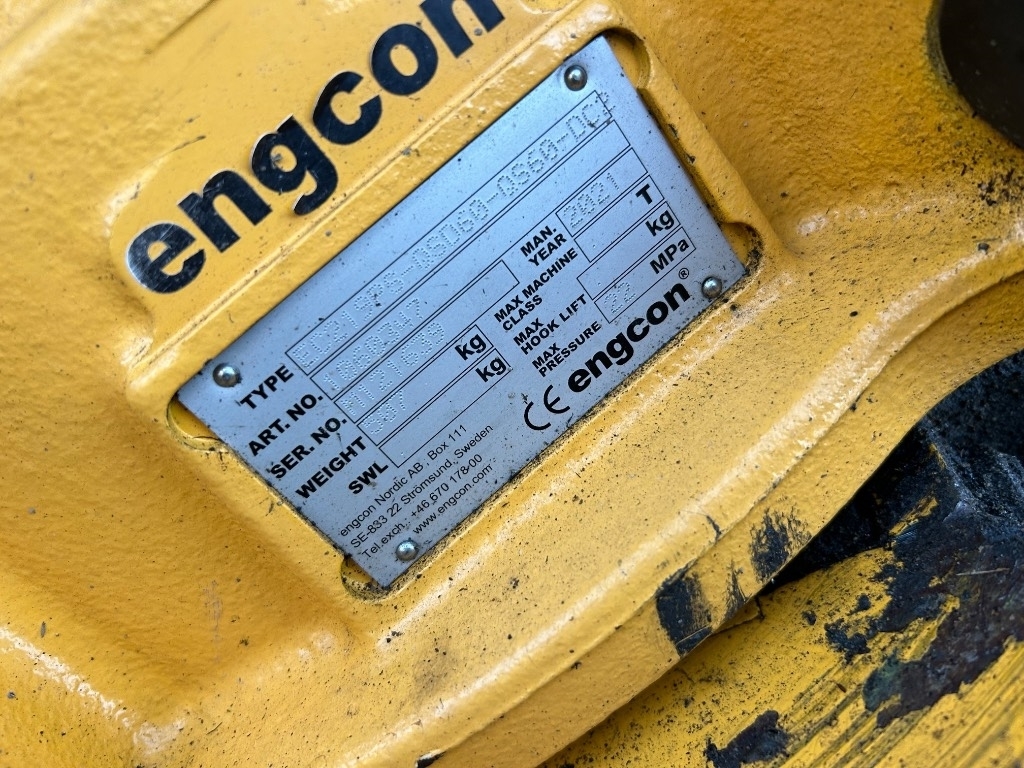 engcon
TYPE
ART. NO.
SER. NO.
WEIGHT kg
SWL kg
MAN. YEAR 2021
MAX MACHINE CLASS T
MAX HOOK LIFT kg
MAX PRESSURE 22 MPa
CE engcon®
engcon Nordic AB, Box 111
SE-833 22 Strömsund, Sweden
Tel exch. +46 670 178 00
www.engcon.com